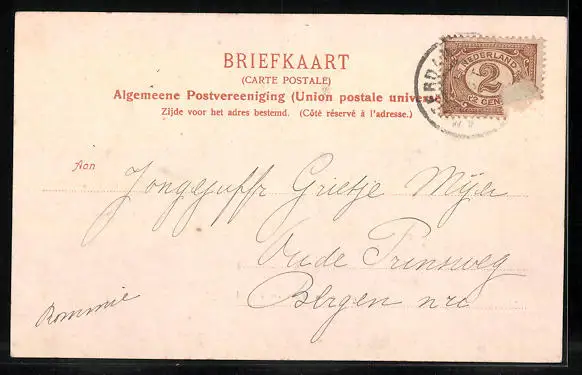 BRIEFKAART
(CARTE POSTALE)
Algemeene Postvereeniging (Union postale universe
Zijde voor het adres bestemd. (Côté réservé à l'adresse.)
NEDERLAND
2
Aan
Jongejuffr Grietje Mijer
Oude Prinsweg
Bergen
Rommie